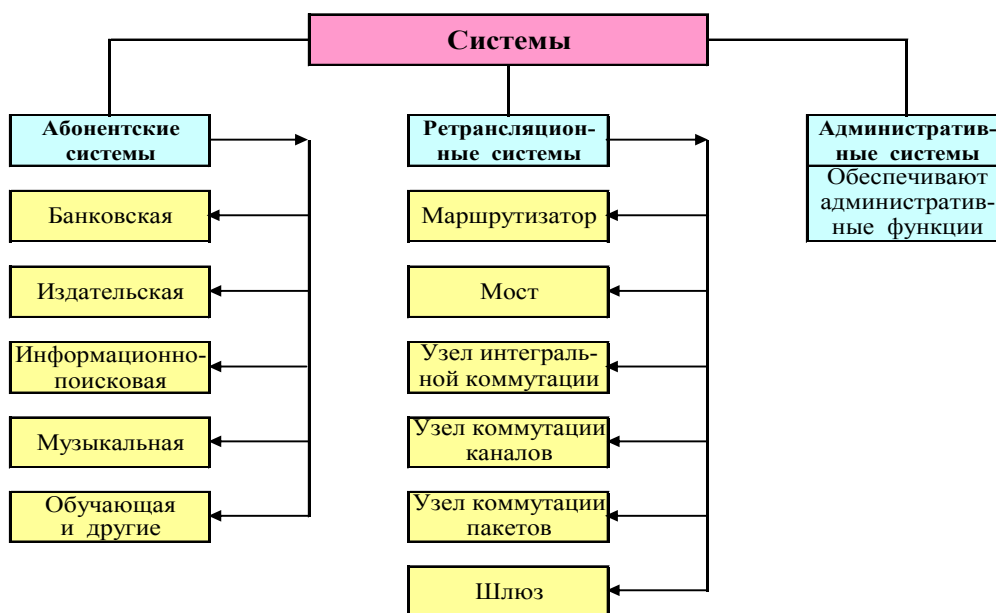 Системы
Абонентские
системы
Банковская
Издательская
Информационно-
поисковая
Музыкальная
Обучающая
и другие
Ретрансляцион-
ные системы
Маршрутизатор
Мост
Узел интеграль-
ной коммутации
Узел коммутации
каналов
Узел коммутации
пакетов
Шлюз
Административ-
ные системы
Обеспечивают
административ-
ные функции